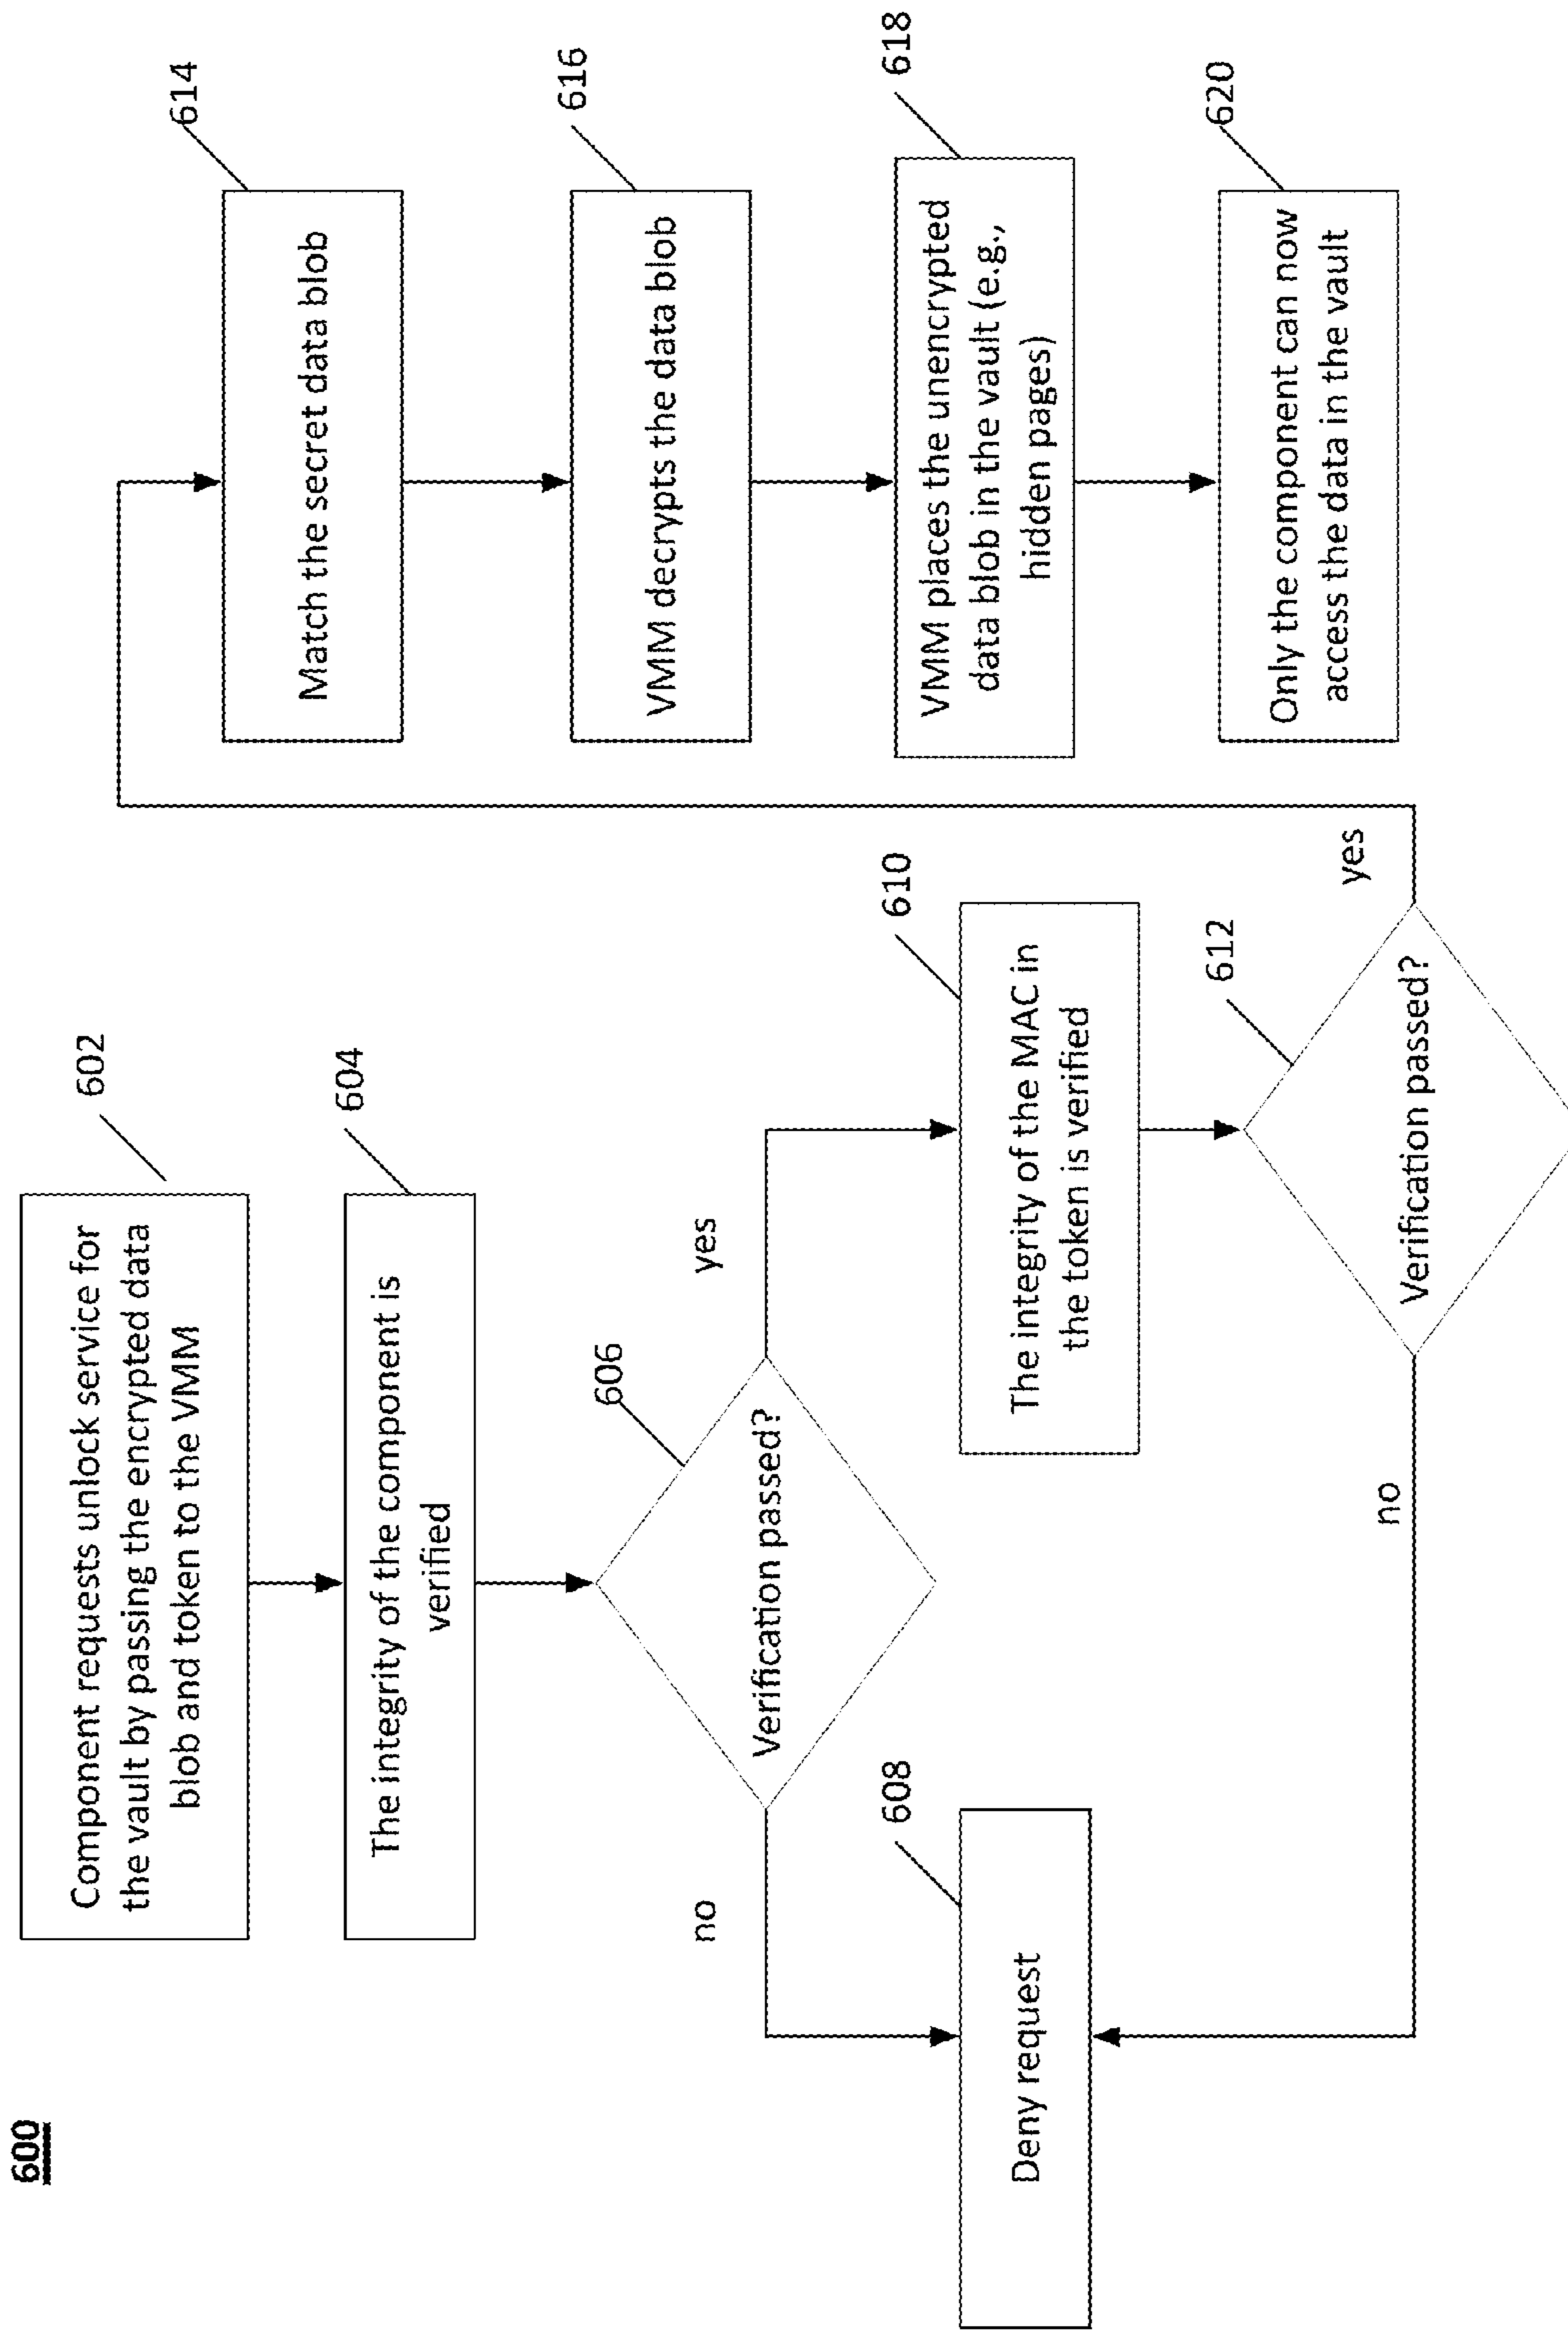 600
602
Component requests unlock service for
the vault by passing the encrypted data
blob and token to the VMM
604
The integrity of the component is
verified
606
Verification passed?
no
yes
608
Deny request
610
The integrity of the MAC in
the token is verified
612
Verification passed?
no
yes
614
Match the secret data blob
616
VMM decrypts the data blob
618
VMM places the unencrypted
data blob in the vault (e.g.,
hidden pages)
620
Only the component can now
access the data in the vault